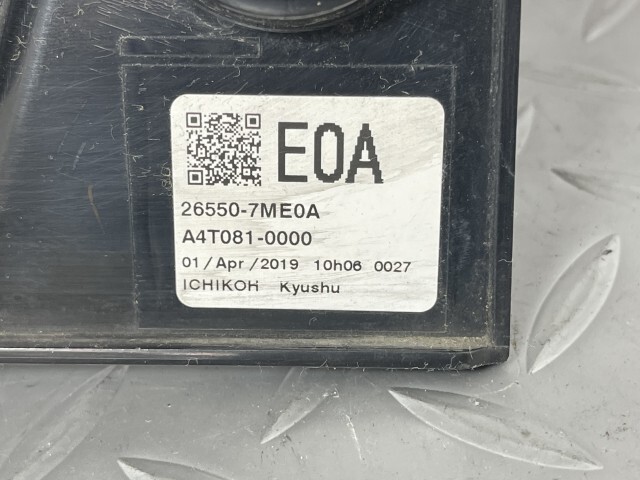 E0A
26550-7ME0A
A4T081-0000
01/Apr/2019 10h06 0027
ICHIKOH Kyushu